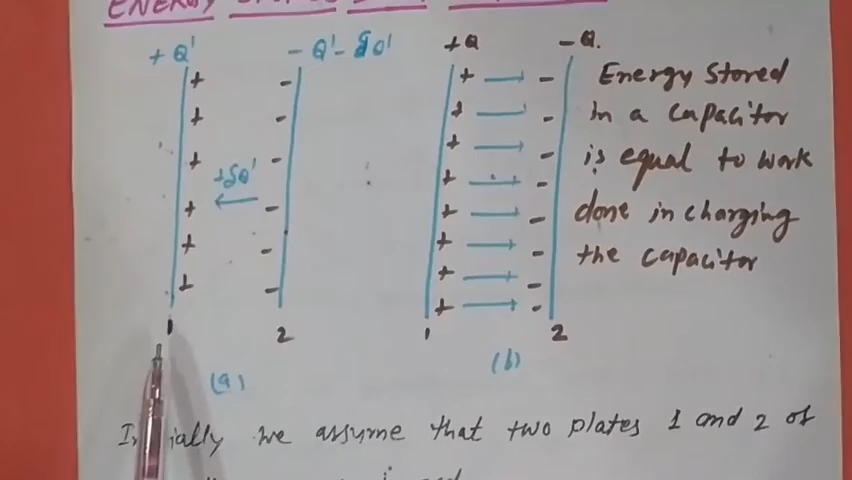 ENERGY
+Q'
- Q'- δQ'
+δQ'
1
2
(a)
+Q
-Q.
1
2
(b)
Energy stored
in a capacitor
is equal to work
done in charging
the capacitor
we assume that two plates 1 and 2 of